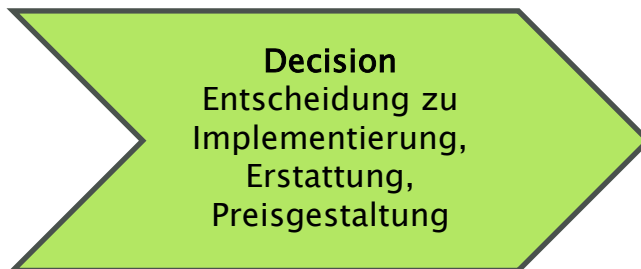 Decision
Entscheidung zu
Implementierung,
Erstattung,
Preisgestaltung